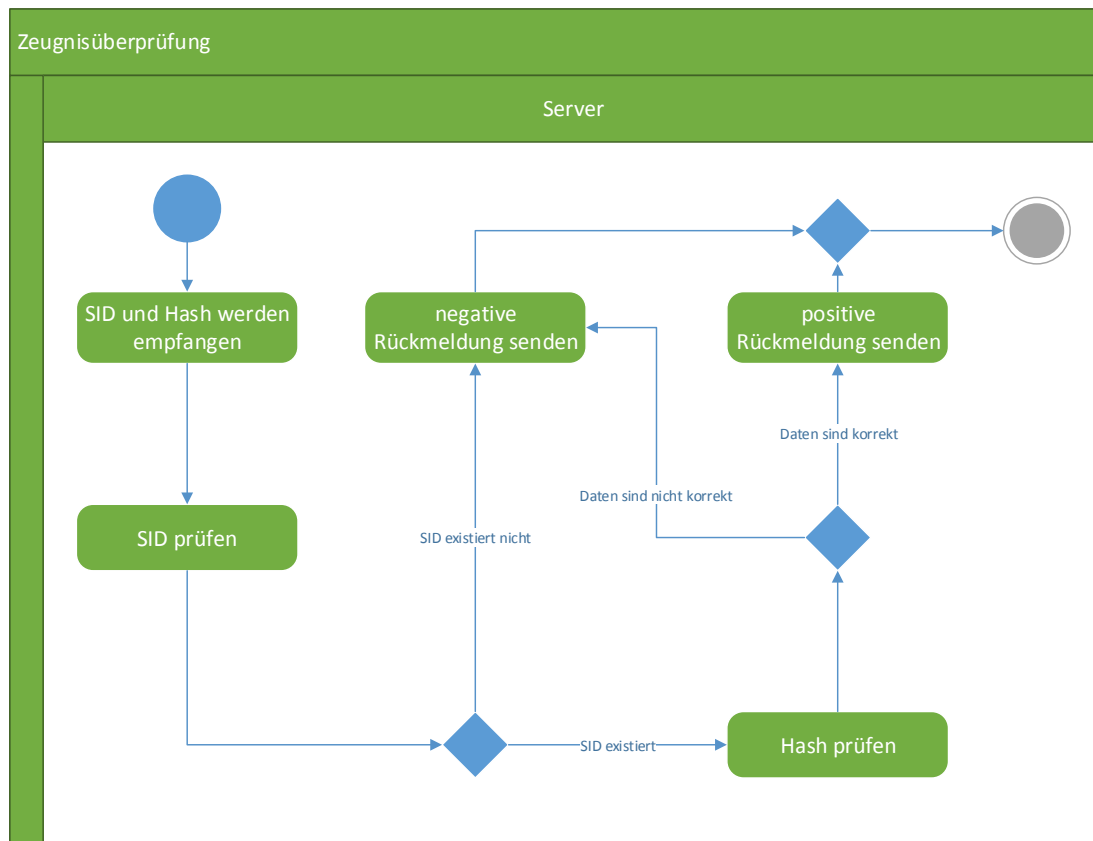 Zeugnisüberprüfung
Server
SID und Hash werden
empfangen
negative
Rückmeldung senden
positive
Rückmeldung senden
Daten sind korrekt
Daten sind nicht korrekt
SID prüfen
SID existiert nicht
SID existiert
Hash prüfen